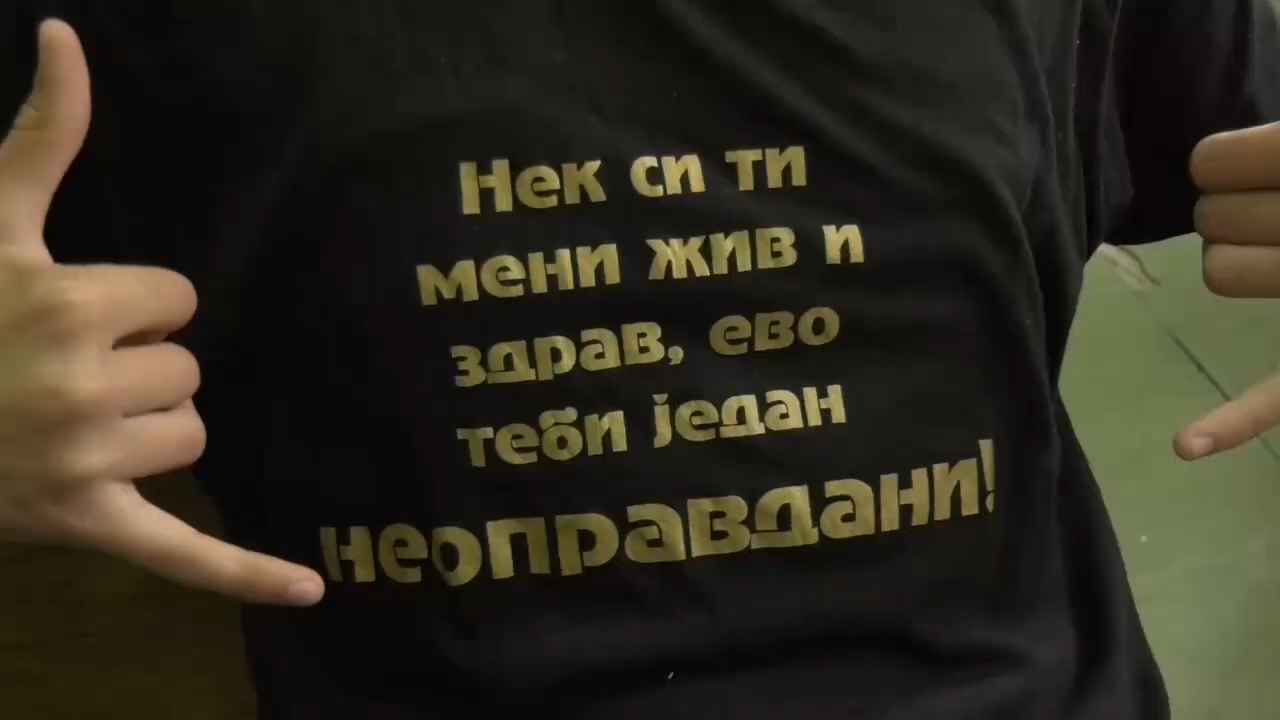 Нек си ти
мени жив и
здрав, ево
теби један
неоправдани!